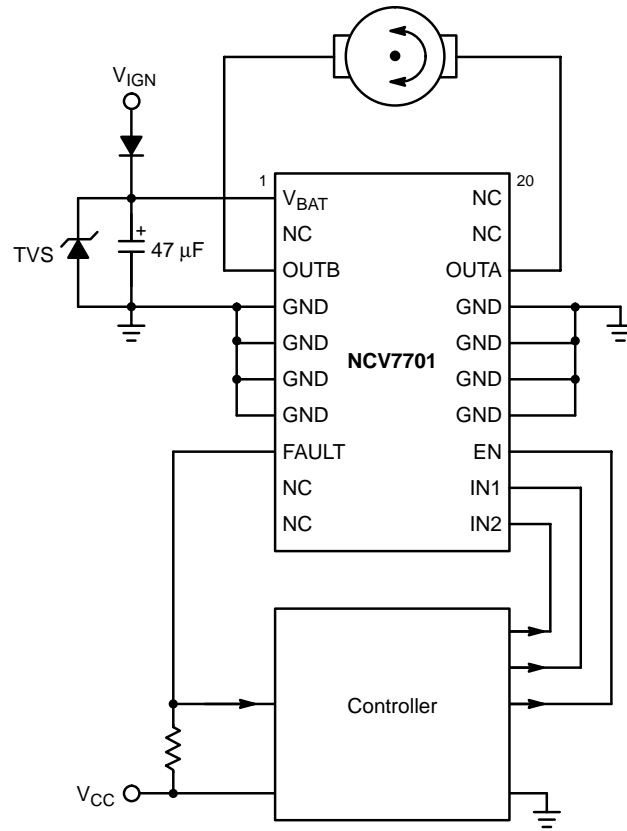 V_IGN
1
20
V_BAT
NC
NC
NC
+
TVS
47 µF
OUTB
OUTA
GND
GND
GND
GND
NCV7701
GND
GND
GND
GND
FAULT
EN
NC
IN1
NC
IN2
Controller
V_CC